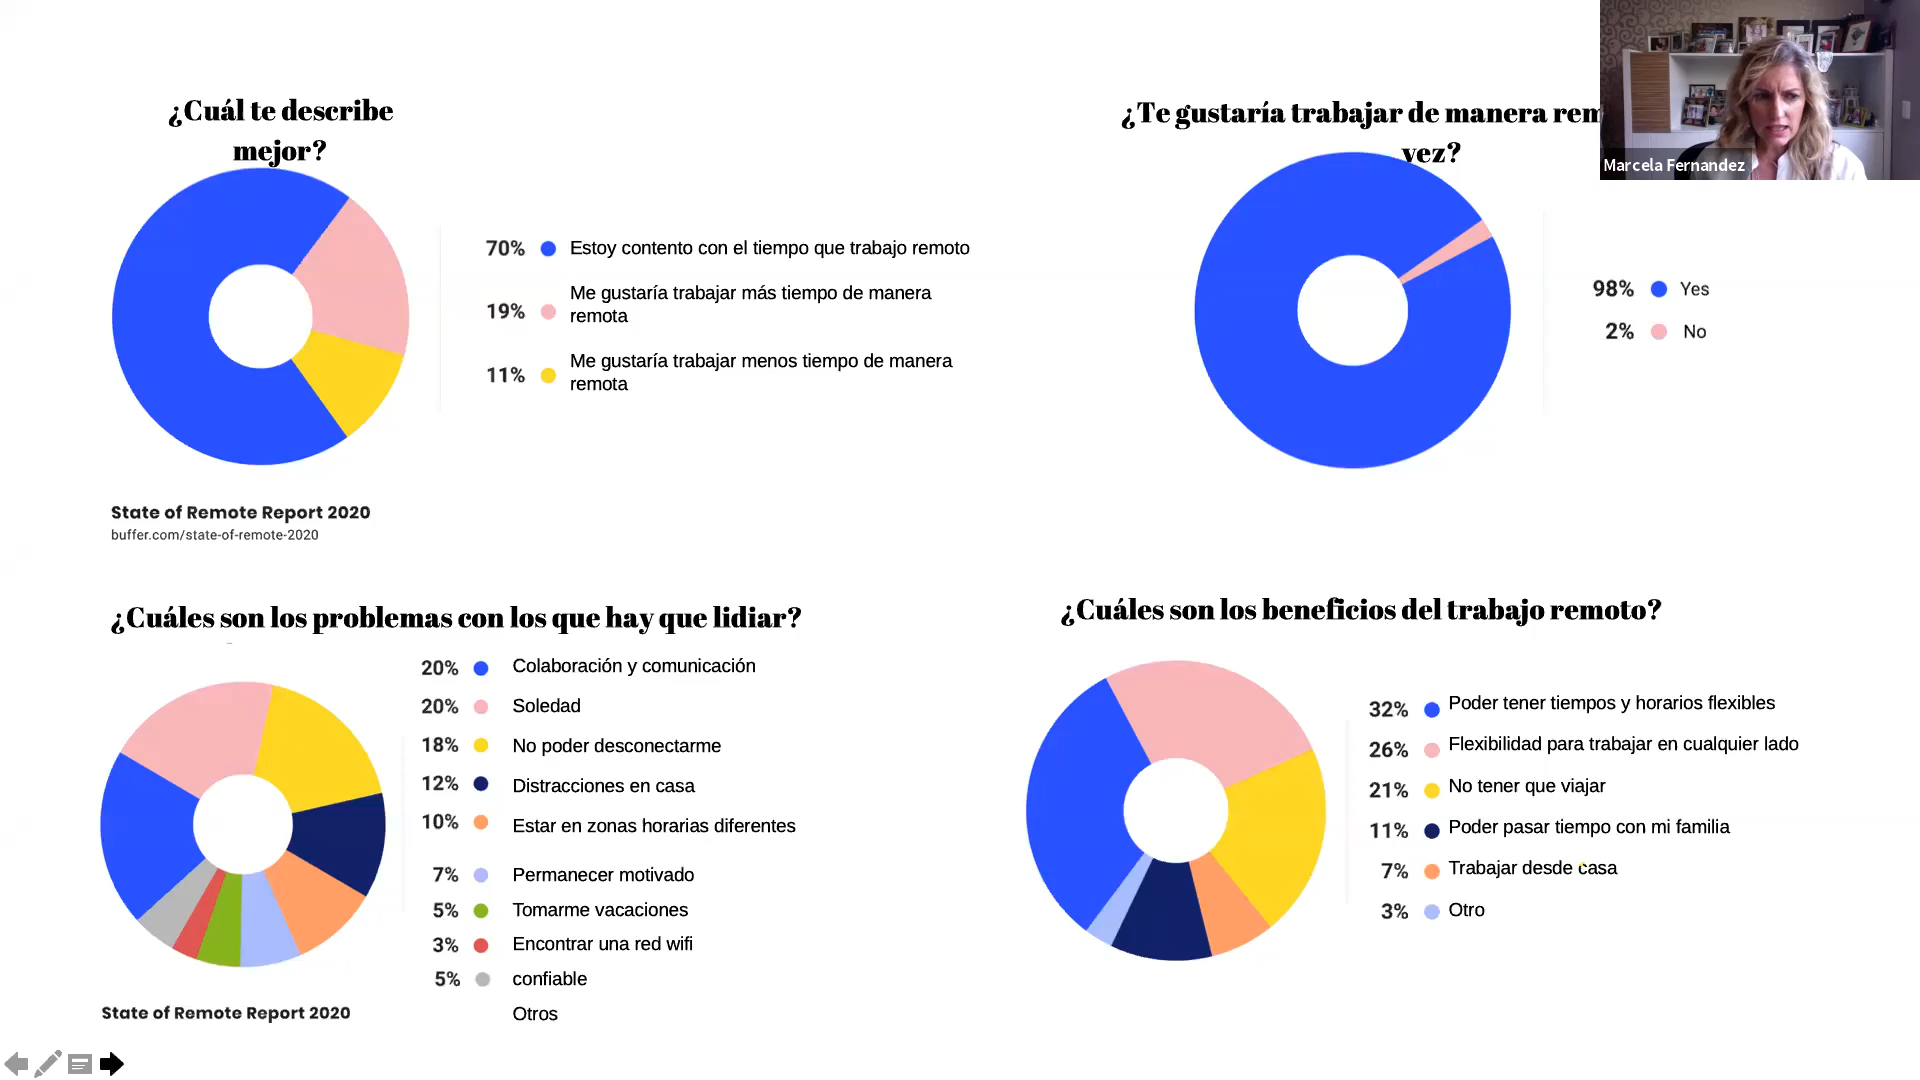 ¿Cuál te describe
mejor?
70% Estoy contento con el tiempo que trabajo remoto
19% Me gustaría trabajar más tiempo de manera
remota
11% Me gustaría trabajar menos tiempo de manera
remota
State of Remote Report 2020
buffer.com/state-of-remote-2020
¿Te gustaría trabajar de manera rem
vez?
98% Yes
2% No
Marcela Fernandez
¿Cuáles son los problemas con los que hay que lidiar?
20% Colaboración y comunicación
20% Soledad
18% No poder desconectarme
12% Distracciones en casa
10% Estar en zonas horarias diferentes
7% Permanecer motivado
5% Tomarme vacaciones
3% Encontrar una red wifi
5% confiable
Otros
State of Remote Report 2020
¿Cuáles son los beneficios del trabajo remoto?
32% Poder tener tiempos y horarios flexibles
26% Flexibilidad para trabajar en cualquier lado
21% No tener que viajar
11% Poder pasar tiempo con mi familia
7% Trabajar desde casa
3% Otro